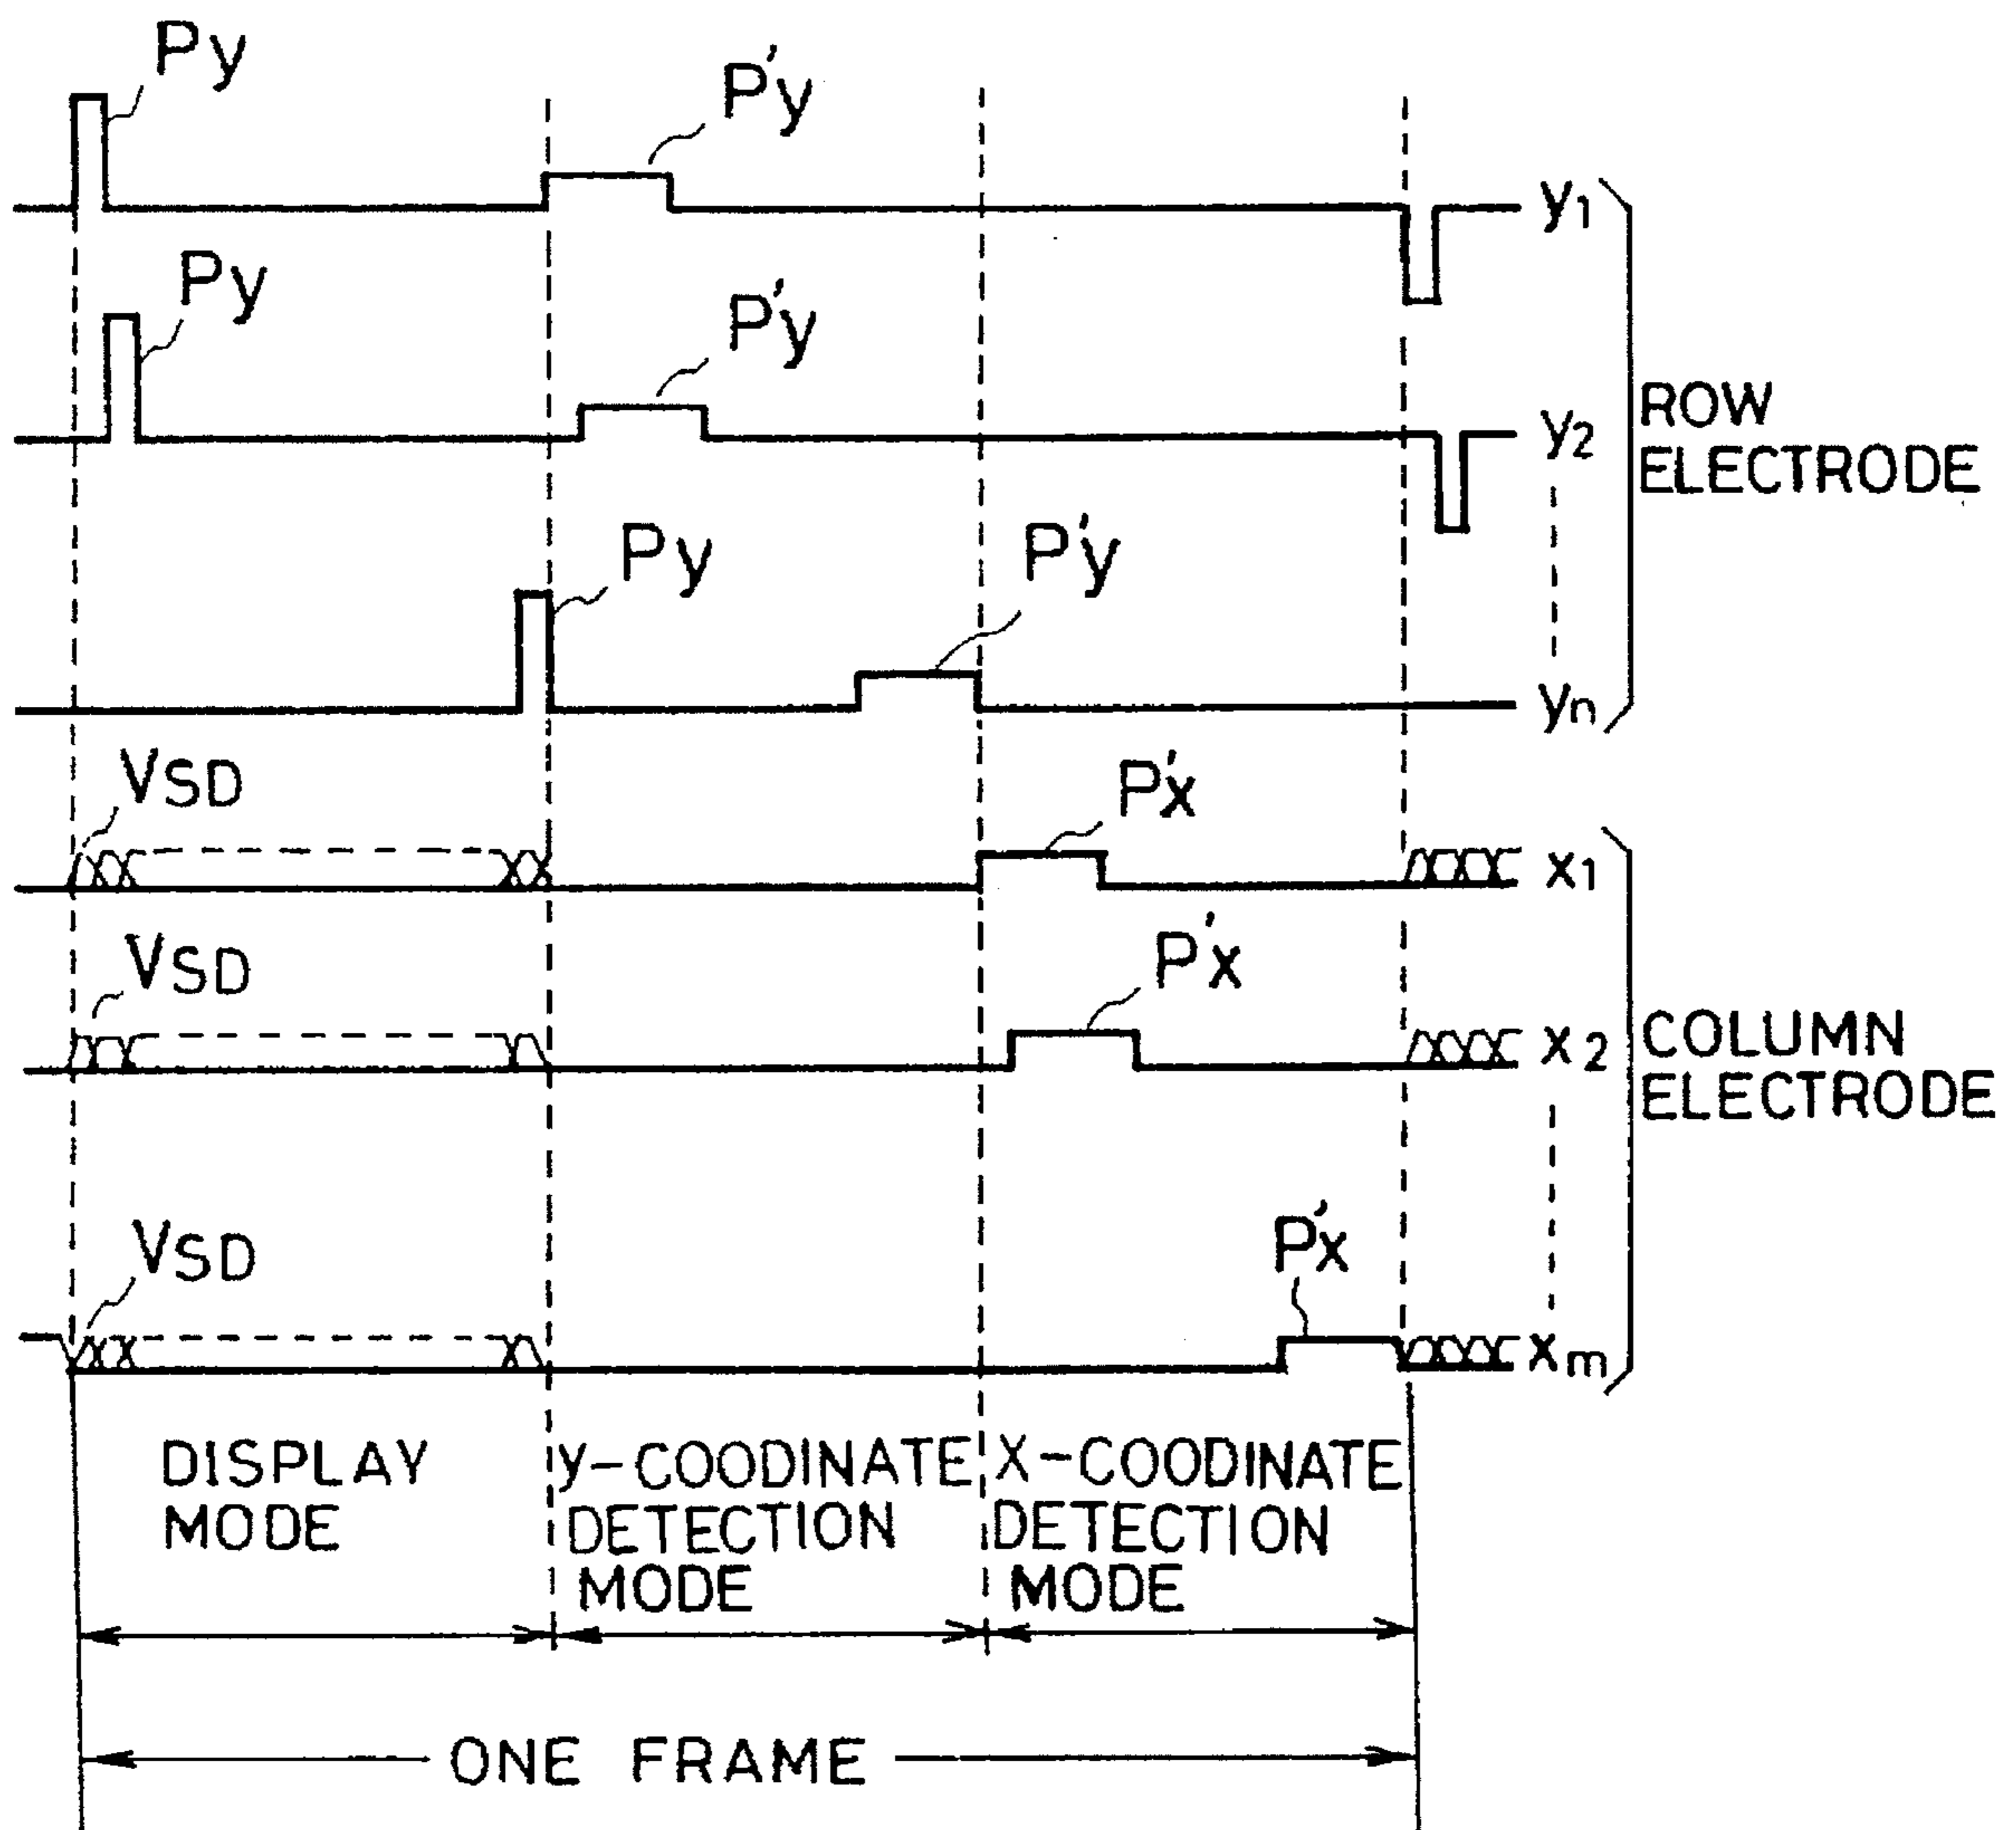 Py
P'y
y1
Py
P'y
y2
ROW
ELECTRODE
Py
P'y
yn
VSD
P'x
x1
VSD
P'x
x2
COLUMN
ELECTRODE
VSD
P'x
xm
DISPLAY
MODE
y-COODINATE
DETECTION
MODE
X-COODINATE
DETECTION
MODE
ONE FRAME